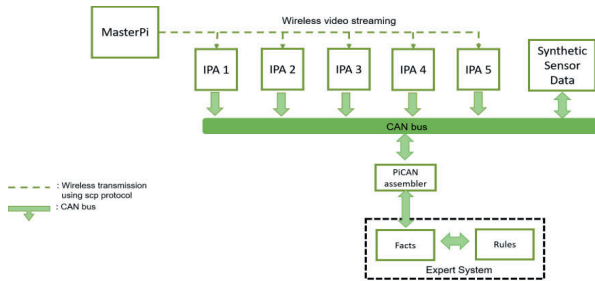 MasterPi
Wireless video streaming
IPA 1
IPA 2
IPA 3
IPA 4
IPA 5
Synthetic
Sensor
Data
CAN bus
PiCAN
assembler
: Wireless transmission
using scp protocol
: CAN bus
Facts
Rules
Expert System